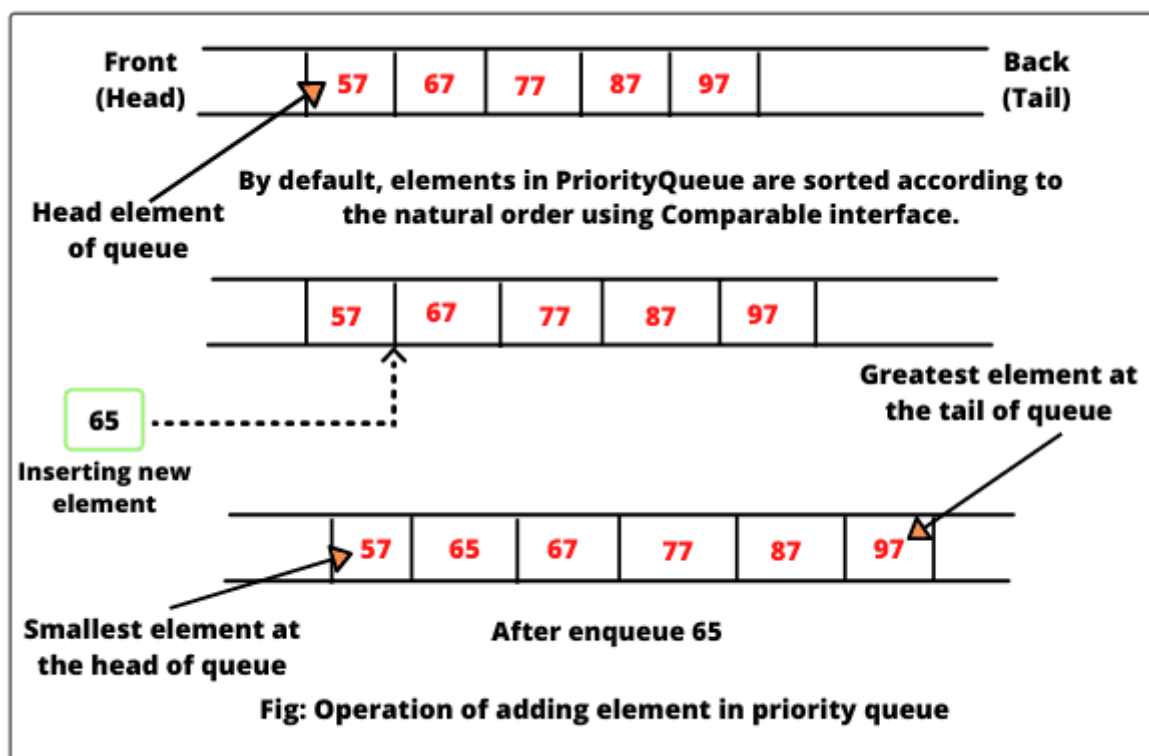 Front
(Head)
57 67 77 87 97
Back
(Tail)
By default, elements in PriorityQueue are sorted according to
the natural order using Comparable interface.
Head element
of queue
57 67 77 87 97
65
Inserting new
element
Greatest element at
the tail of queue
57 65 67 77 87 97
Smallest element at
the head of queue
After enqueue 65
Fig: Operation of adding element in priority queue